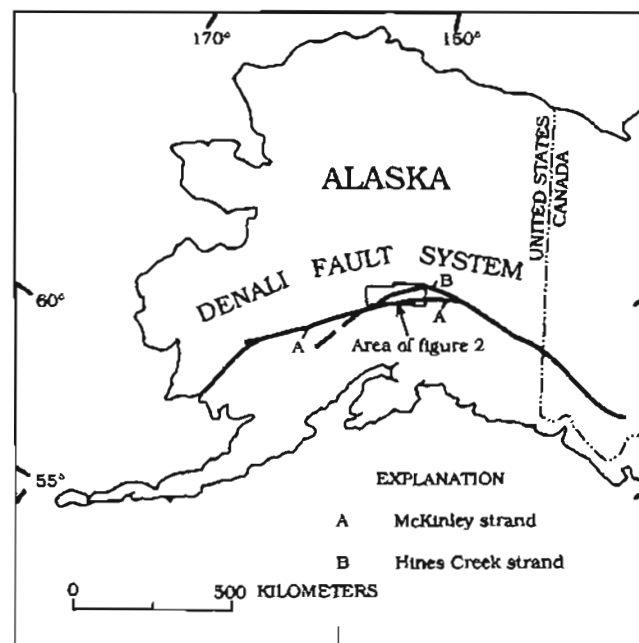 170° 150°
ALASKA
UNITED STATES
CANADA
DENALI FAULT SYSTEM
B
60°
A
A
Area of figure 2
55°
EXPLANATION
A McKinley strand
B Hines Creek strand
0 300 KILOMETERS